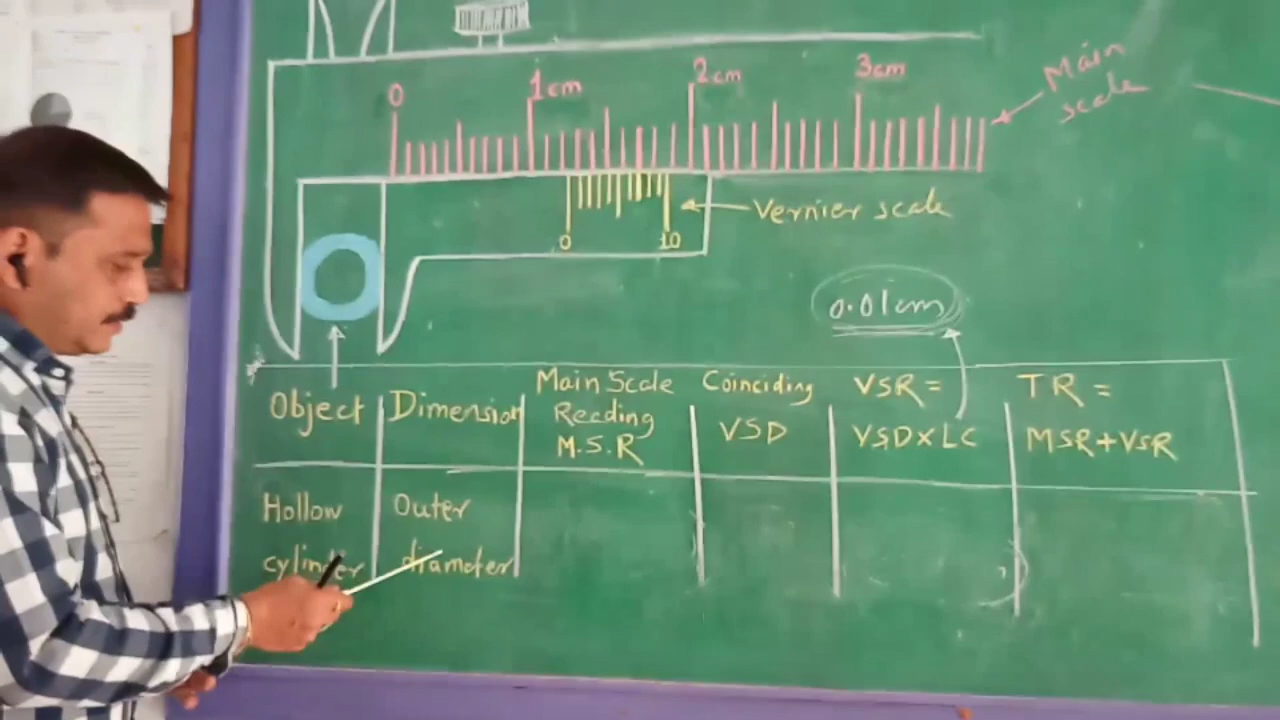 0 1cm 2cm 3cm
Main
scale
Vernier scale
0 10
0.01cm
Object Dimension Main Scale
Reading
M.S.R Coinciding
VSD VSR =
VSD×LC TR =
MSR+VSR
Hollow
cylinder Outer
diameter